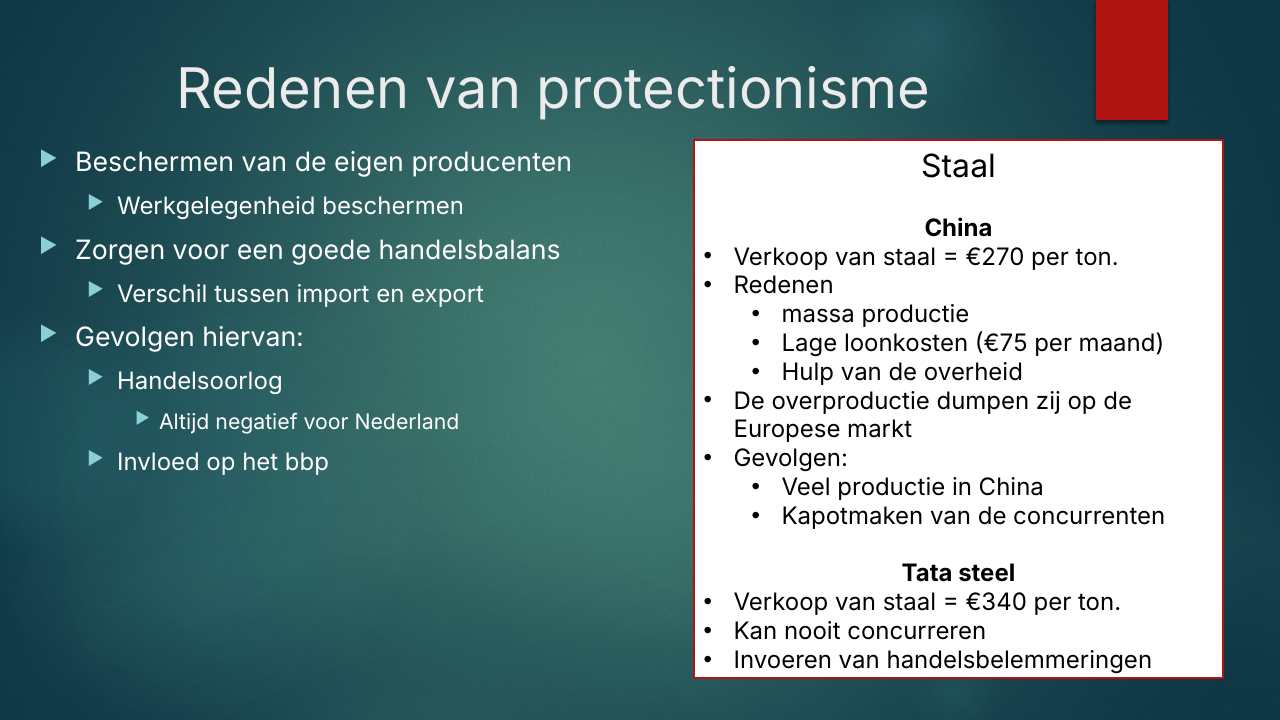 Redenen van protectionisme
Beschermen van de eigen producenten
Werkgelegenheid beschermen
Zorgen voor een goede handelsbalans
Verschil tussen import en export
Gevolgen hiervan:
Handelsoorlog
Altijd negatief voor Nederland
Invloed op het bbp
Staal
China
• Verkoop van staal = €270 per ton.
• Redenen
• massa productie
• Lage loonkosten (€75 per maand)
• Hulp van de overheid
• De overproductie dumpen zij op de
Europese markt
• Gevolgen:
• Veel productie in China
• Kapotmaken van de concurrenten
Tata steel
• Verkoop van staal = €340 per ton.
• Kan nooit concurreren
• Invoeren van handelsbelemmeringen